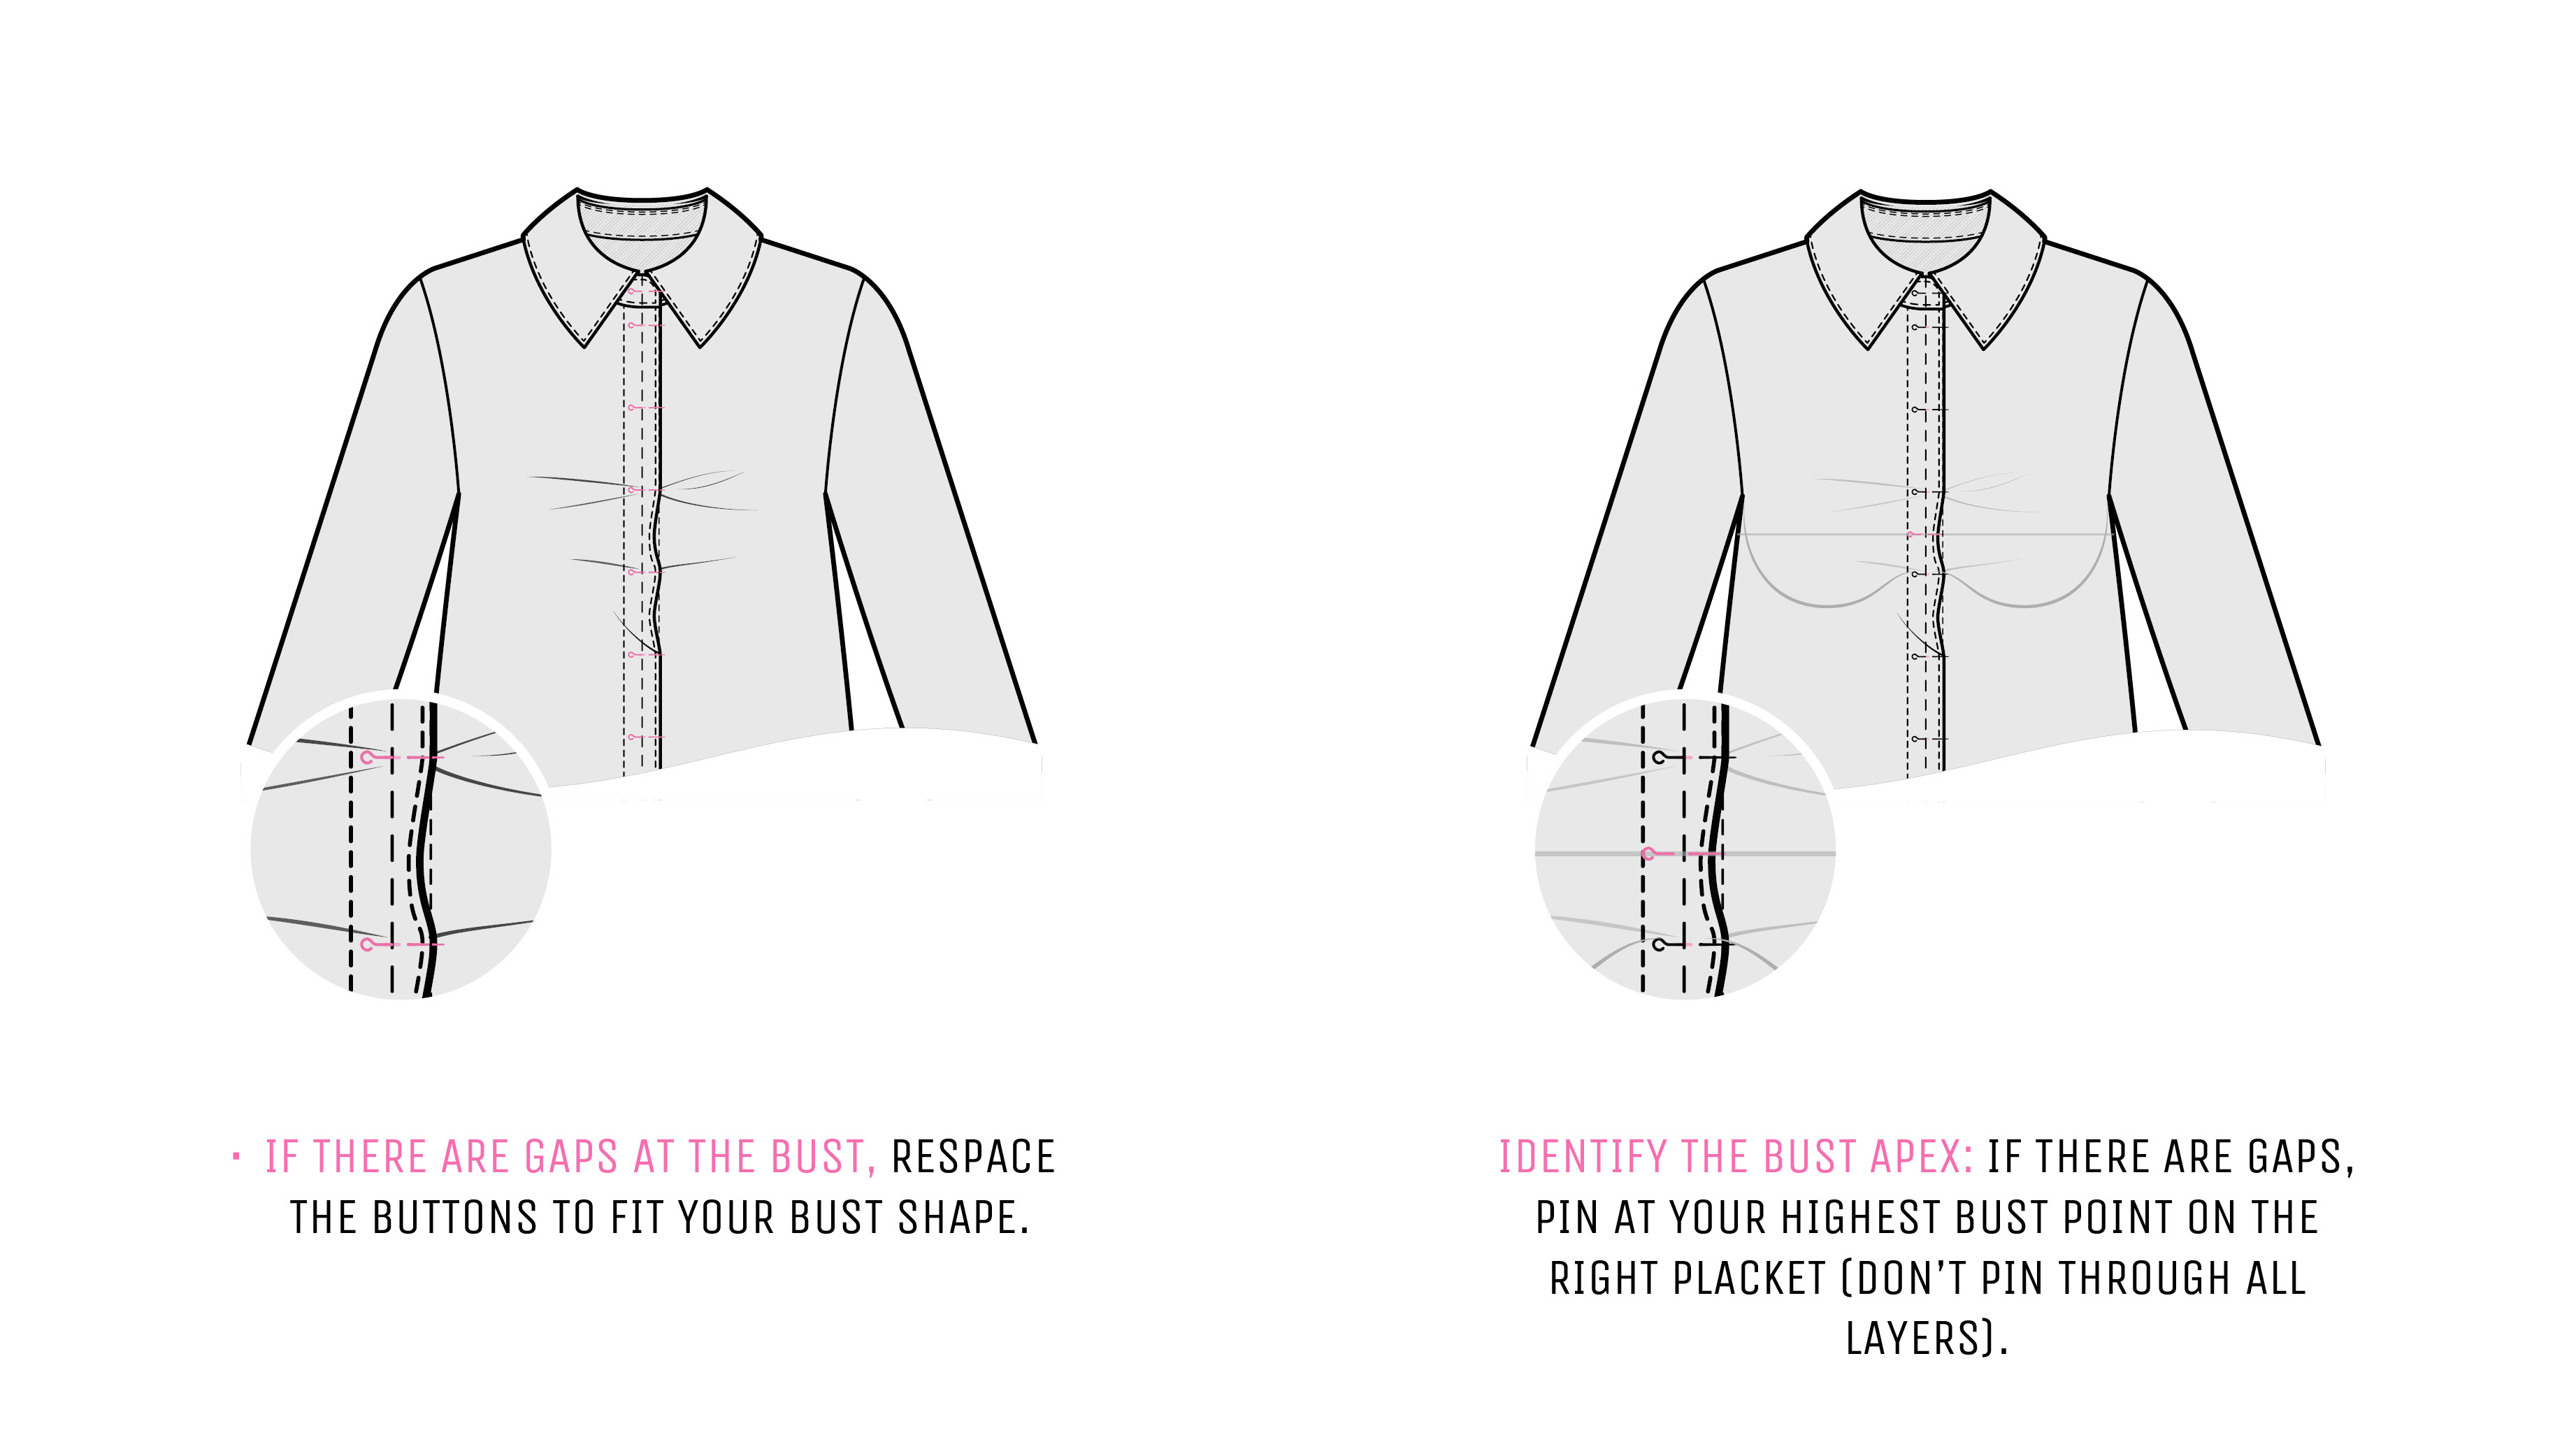 · IF THERE ARE GAPS AT THE BUST, RESPACE
THE BUTTONS TO FIT YOUR BUST SHAPE.
IDENTIFY THE BUST APEX: IF THERE ARE GAPS,
PIN AT YOUR HIGHEST BUST POINT ON THE
RIGHT PLACKET (DON'T PIN THROUGH ALL
LAYERS).